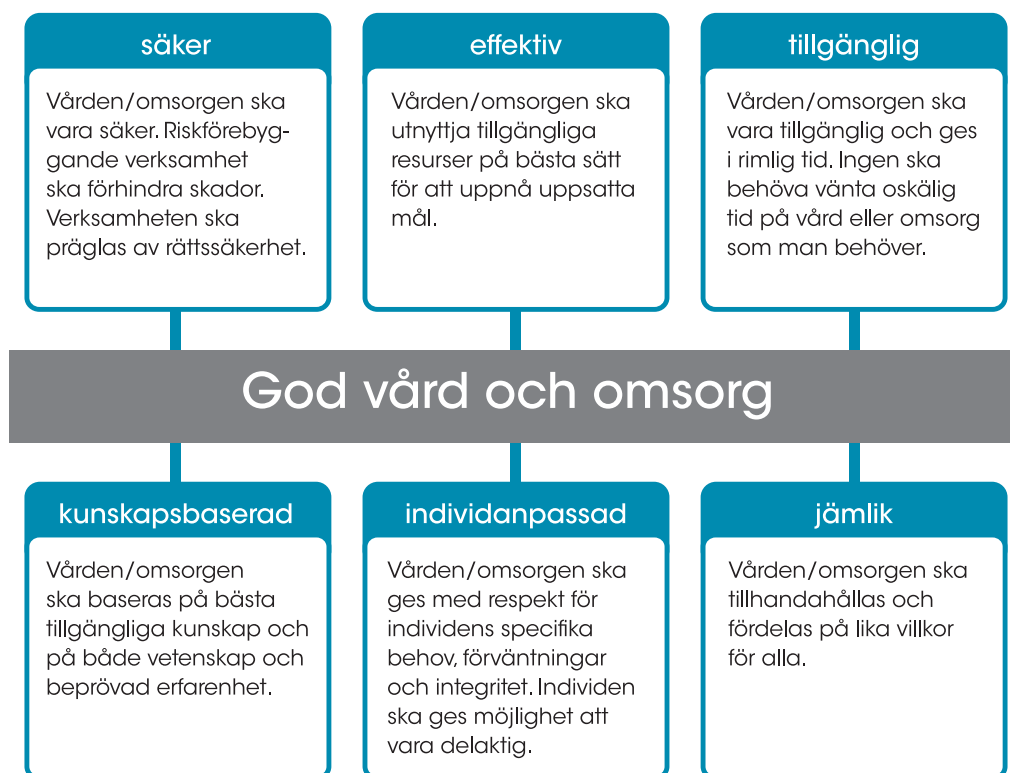 säker
Vården/omsorgen ska
vara säker. Riskförebyg-
gande verksamhet
ska förhindra skador.
Verksamheten ska
präglas av rättssäkerhet.
effektiv
Vården/omsorgen ska
utnyttja tillgängliga
resurser på bästa sätt
för att uppnå uppsatta
mål.
tillgänglig
Vården/omsorgen ska
vara tillgänglig och ges
i rimlig tid. Ingen ska
behöva vänta oskälig
tid på vård eller omsorg
som man behöver.
God vård och omsorg
kunskapsbaserad
Vården/omsorgen
ska baseras på bästa
tillgängliga kunskap och
på både vetenskap och
beprövad erfarenhet.
individanpassad
Vården/omsorgen ska
ges med respekt för
individens specifika
behov, förväntningar
och integritet. Individen
ska ges möjlighet att
vara delaktig.
jämlik
Vården/omsorgen ska
tillhandahållas och
fördelas på lika villkor
för alla.